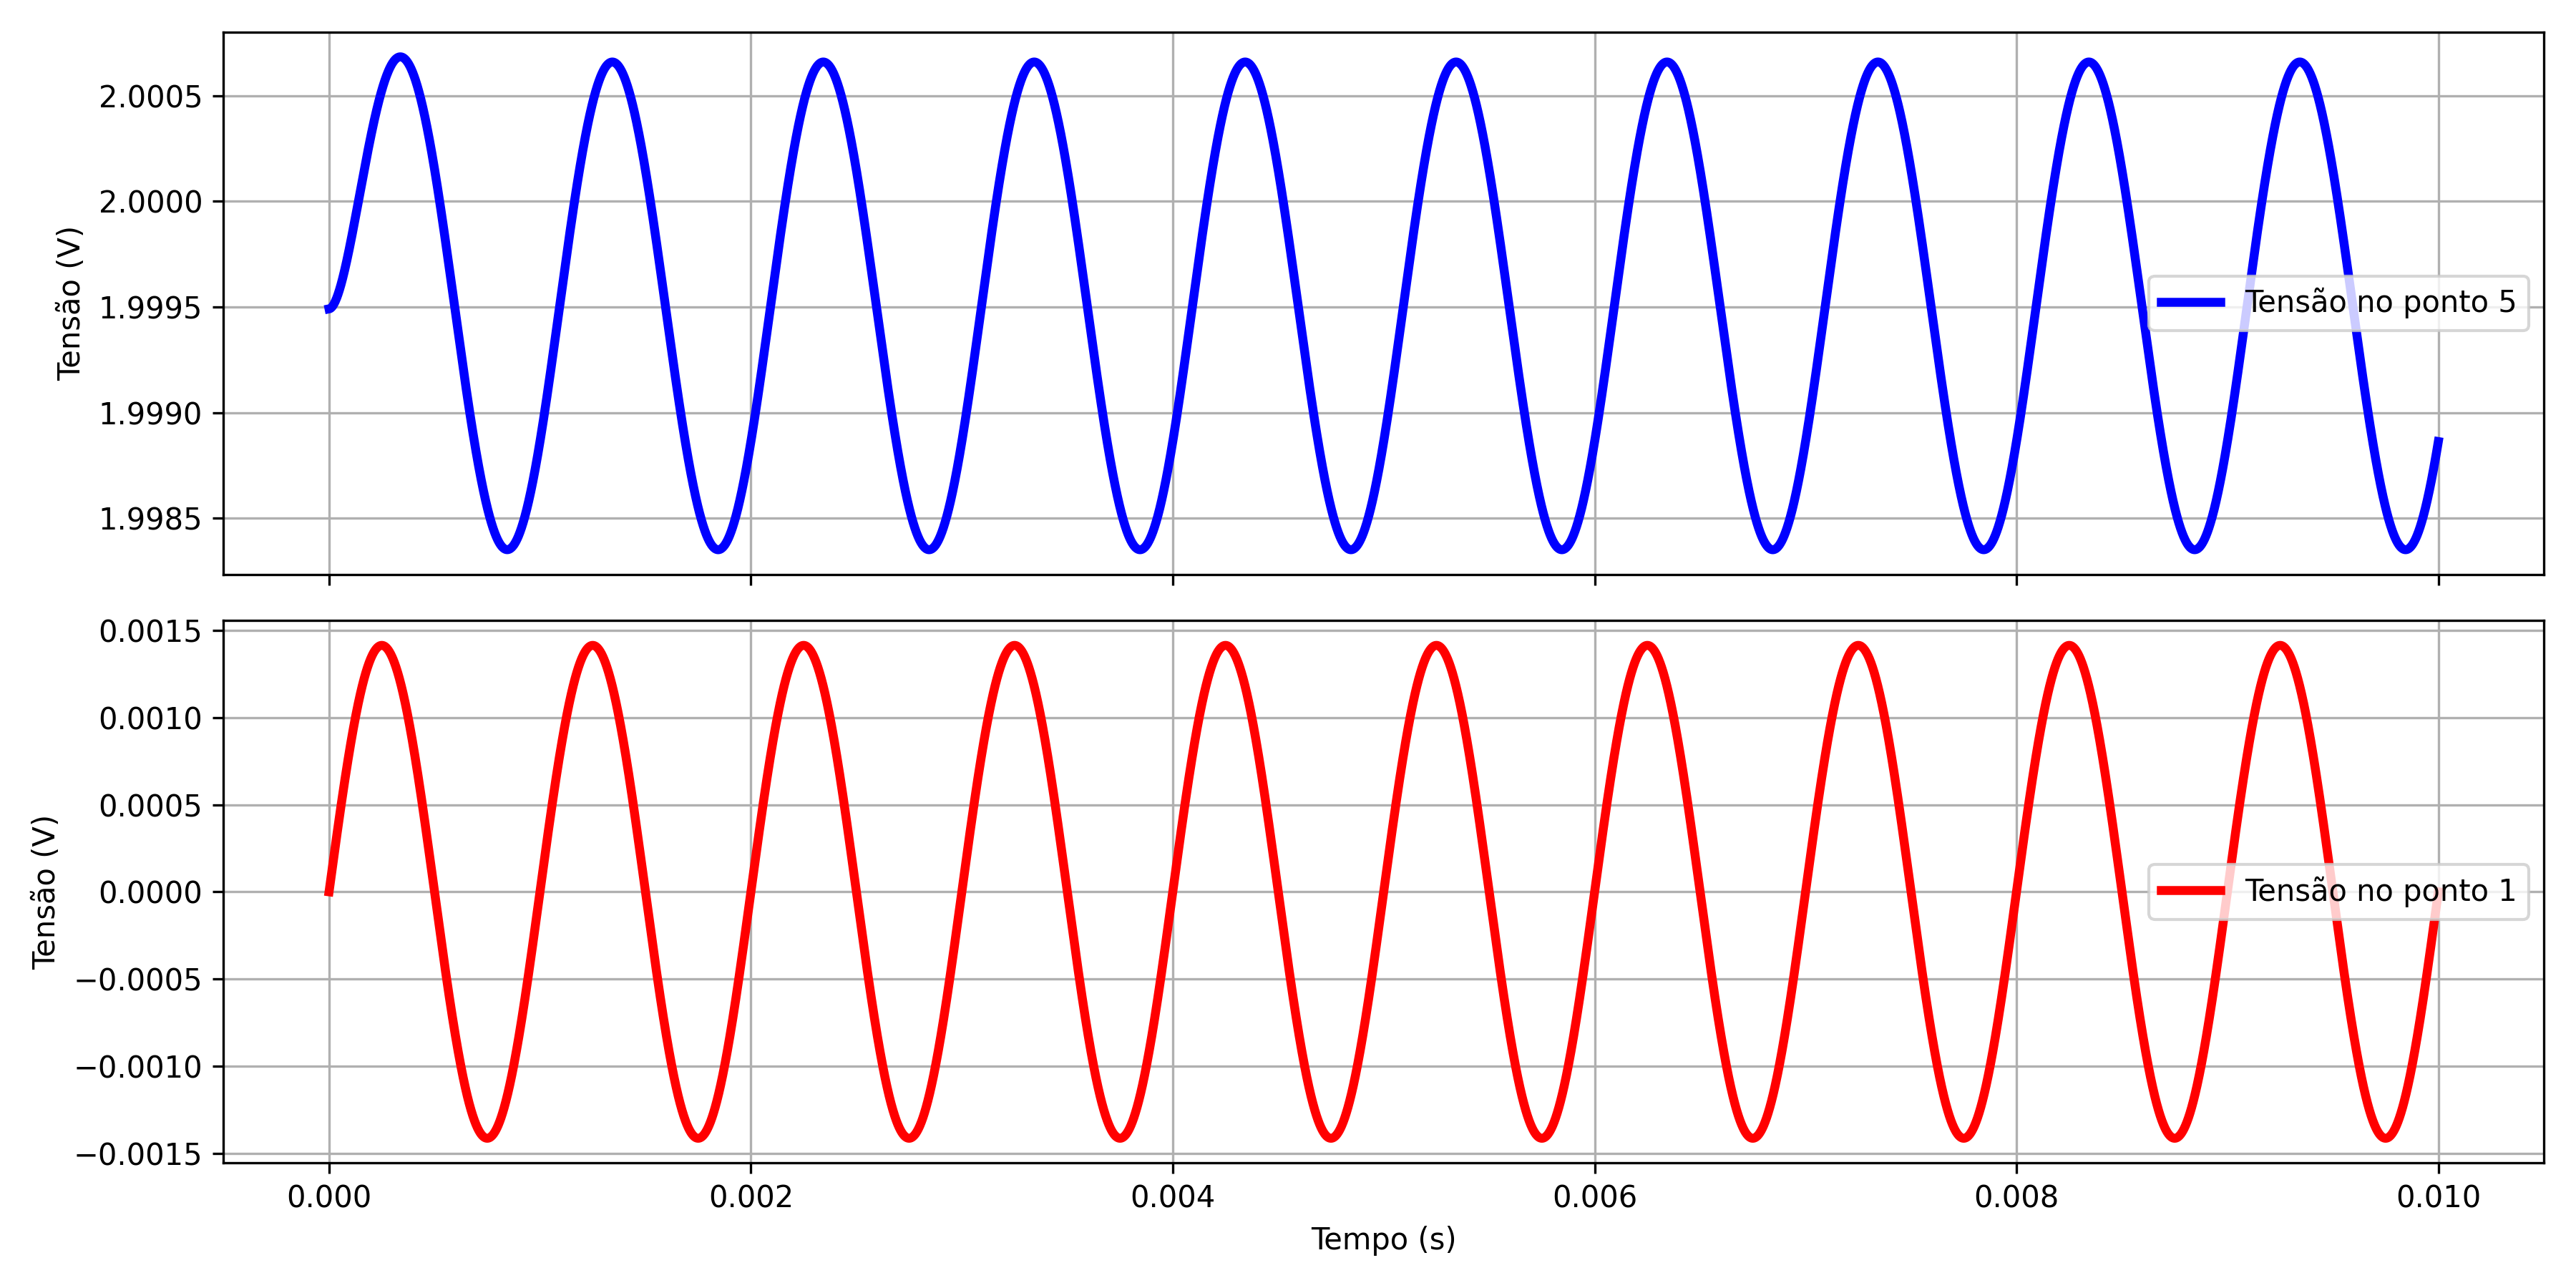 Tensão (V)
2.0005
2.0000
1.9995
1.9990
1.9985
Tensão no ponto 5
Tensão (V)
0.0015
0.0010
0.0005
0.0000
−0.0005
−0.0010
−0.0015
Tensão no ponto 1
0.000 0.002 0.004 0.006 0.008 0.010
Tempo (s)